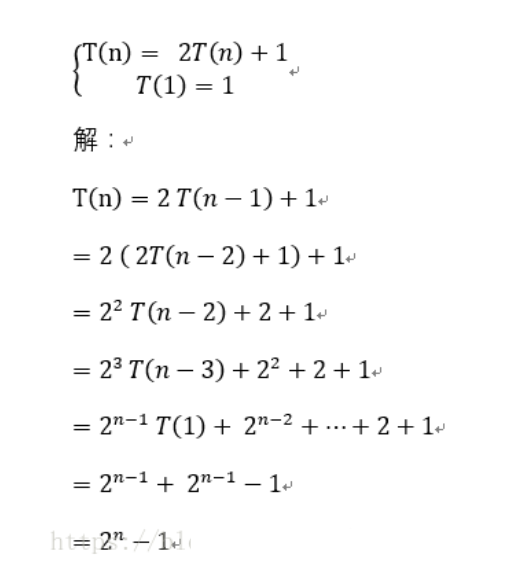 T(n) = 2T(n) + 1
T(1) = 1
解：
T(n) = 2 T(n − 1) + 1
= 2 ( 2T(n − 2) + 1) + 1
= 2² T(n − 2) + 2 + 1
= 2³ T(n − 3) + 2² + 2 + 1
= 2ⁿ⁻¹ T(1) + 2ⁿ⁻² + ⋯ + 2 + 1
= 2ⁿ⁻¹ + 2ⁿ⁻¹ − 1
= 2ⁿ − 1